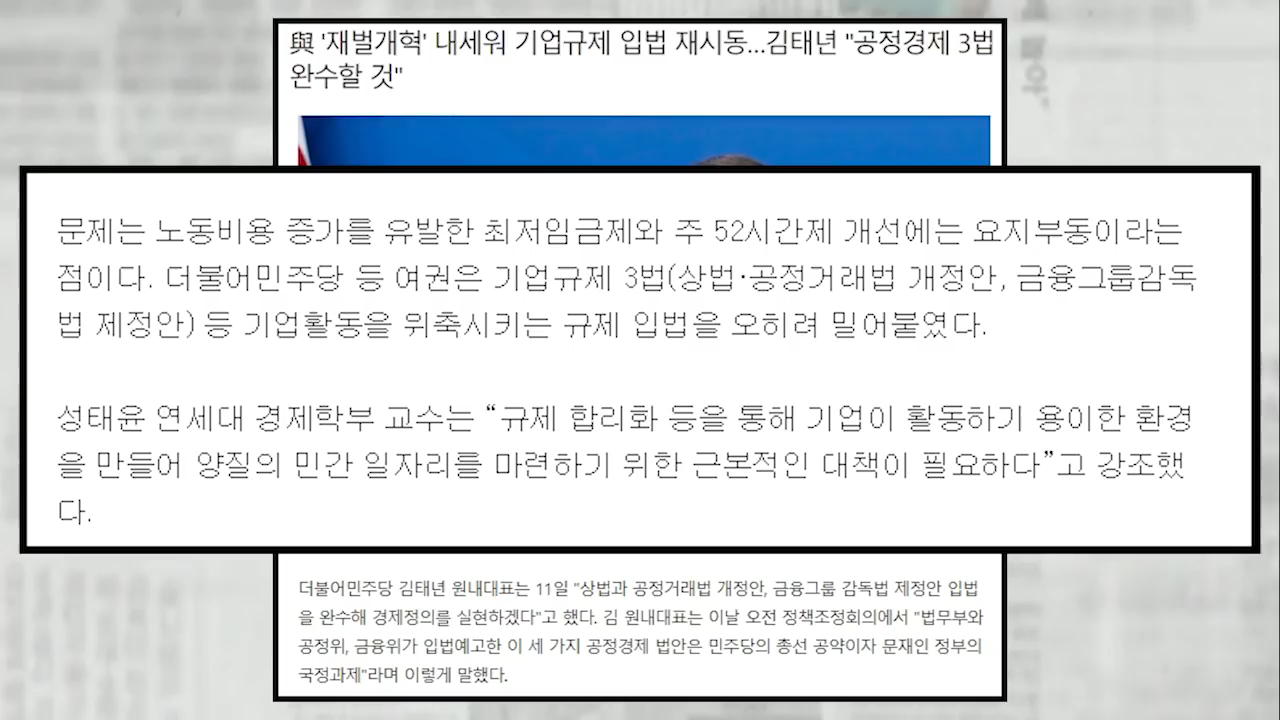 與 '재벌개혁' 내세워 기업규제 입법 재시동...김태년 "공정경제 3법
완수할 것"
문제는 노동비용 증가를 유발한 최저임금제와 주 52시간제 개선에는 요지부동이라는
점이다. 더불어민주당 등 여권은 기업규제 3법(상법·공정거래법 개정안, 금융그룹감독
법 제정안) 등 기업활동을 위축시키는 규제 입법을 오히려 밀어붙였다.
성태윤 연세대 경제학부 교수는 “규제 합리화 등을 통해 기업이 활동하기 용이한 환경
을 만들어 양질의 민간 일자리를 마련하기 위한 근본적인 대책이 필요하다”고 강조했
다.
더불어민주당 김태년 원내대표는 11일 "상법과 공정거래법 개정안, 금융그룹 감독법 제정안 입법
을 완수해 경제정의를 실현하겠다"고 했다. 김 원내대표는 이날 오전 정책조정회의에서 "법무부와
공정위, 금융위가 입법예고한 이 세 가지 공정경제 법안은 민주당의 총선 공약이자 문재인 정부의
국정과제"라며 이렇게 말했다.